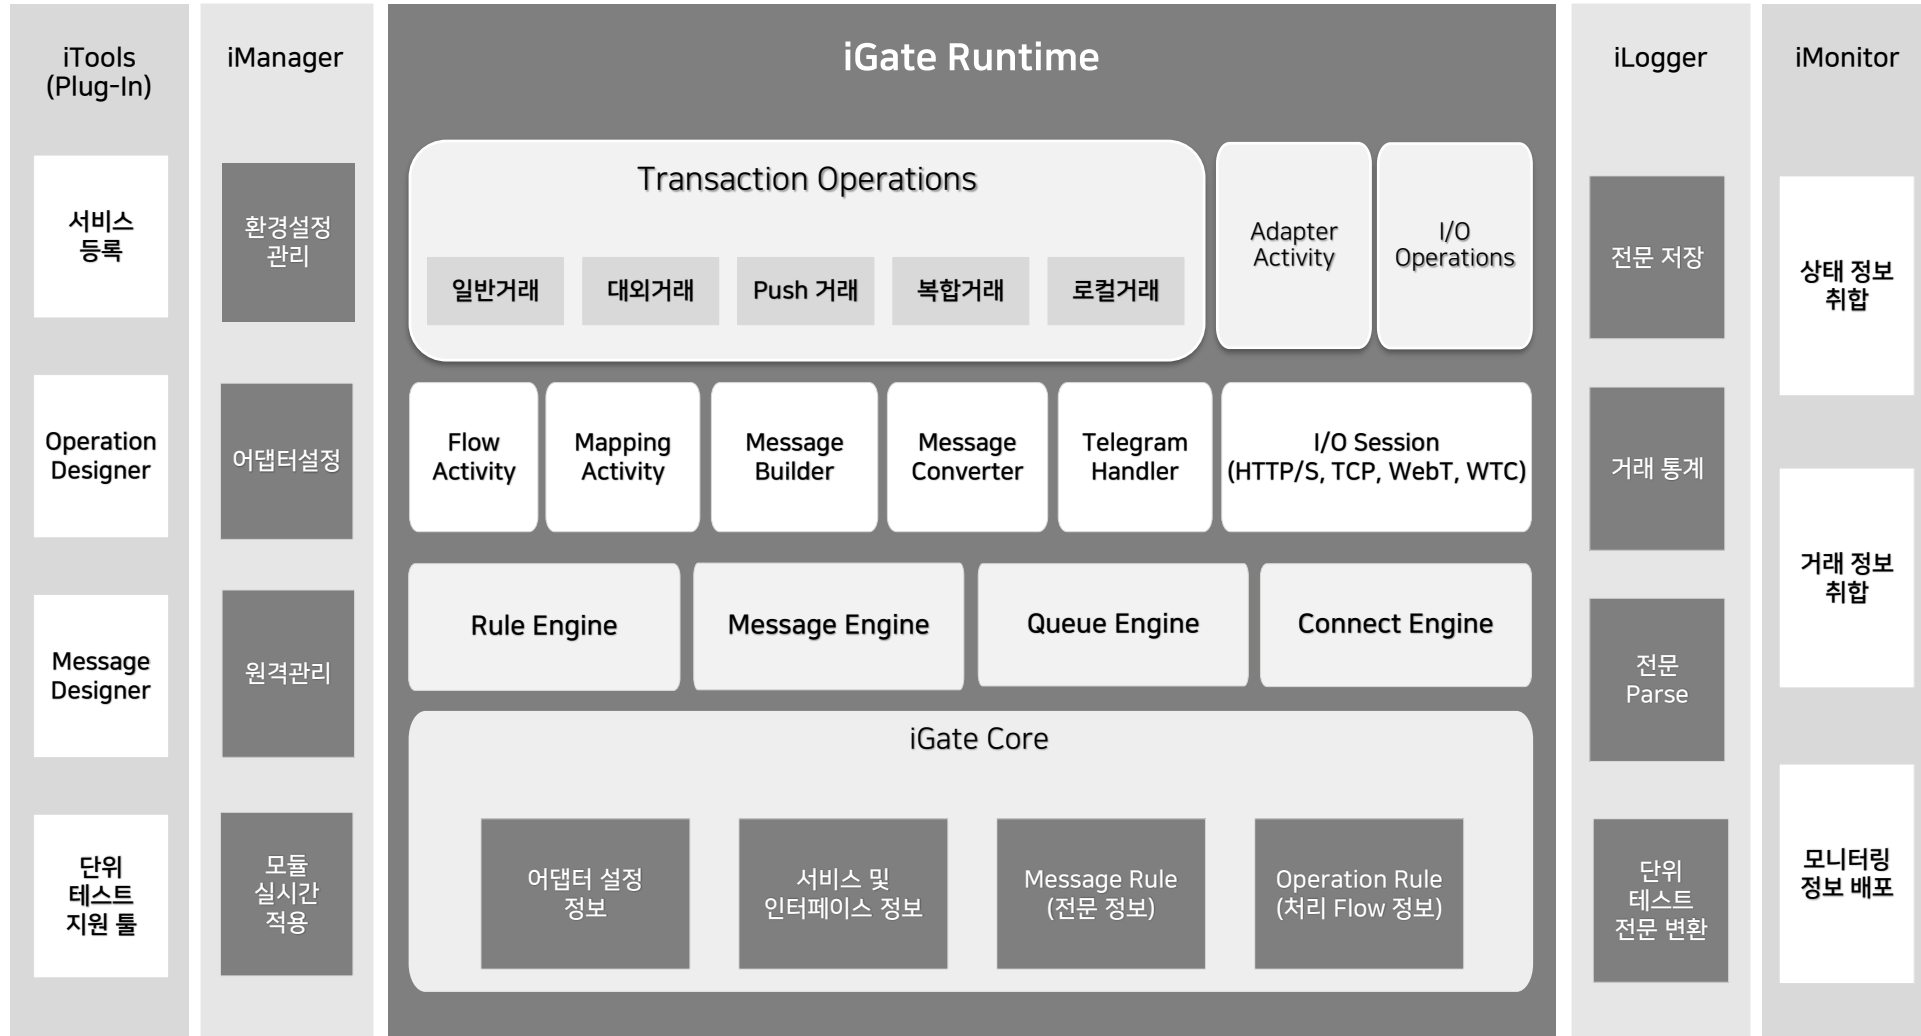 iTools
(Plug-In)
서비스
등록
Operation
Designer
Message
Designer
단위
테스트
지원 툴
iManager
환경설정
관리
어댑터설정
원격관리
모듈
실시간
적용
iGate Runtime
Transaction Operations
일반거래
대외거래
Push 거래
복합거래
로컬거래
Adapter
Activity
I/O
Operations
Flow
Activity
Mapping
Activity
Message
Builder
Message
Converter
Telegram
Handler
I/O Session
(HTTP/S, TCP, WebT, WTC)
Rule Engine
Message Engine
Queue Engine
Connect Engine
iGate Core
어댑터 설정
정보
서비스 및
인터페이스 정보
Message Rule
(전문 정보)
Operation Rule
(처리 Flow 정보)
iLogger
전문 저장
거래 통계
전문
Parse
단위
테스트
전문 변환
iMonitor
상태 정보
취합
거래 정보
취합
모니터링
정보 배포